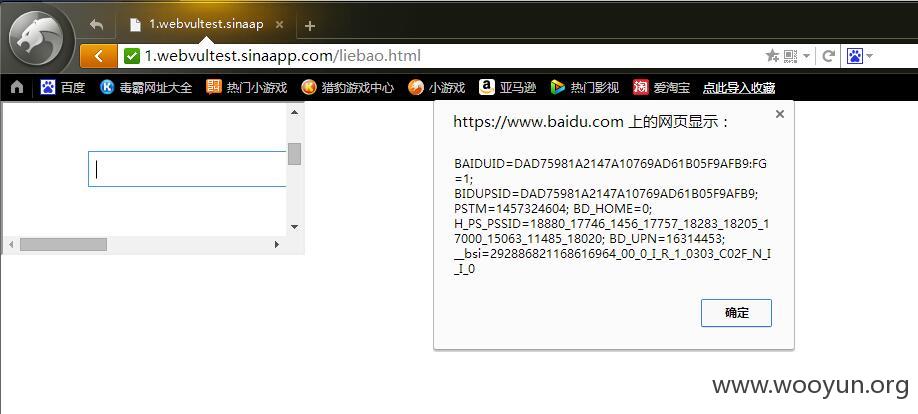 1.webvultest.sinaap
1.webvultest.sinaapp.com/liebao.html
百度 毒霸网址大全 热门小游戏 猎豹游戏中心 小游戏 亚马逊 热门影视 爱淘宝 点此导入收藏
https://www.baidu.com 上的网页显示：
BAIDUID=DAD75981A2147A10769AD61B05F9AFB9:FG
=1;
BIDUPSID=DAD75981A2147A10769AD61B05F9AFB9;
PSTM=1457324604; BD_HOME=0;
H_PS_PSSID=18880_17746_1456_17757_18283_18205_1
7000_15063_11485_18020; BD_UPN=16314453;
__bsi=292886821168616964_00_0_I_R_1_0303_C02F_N_I
_I_0
确定
www.wooyun.org